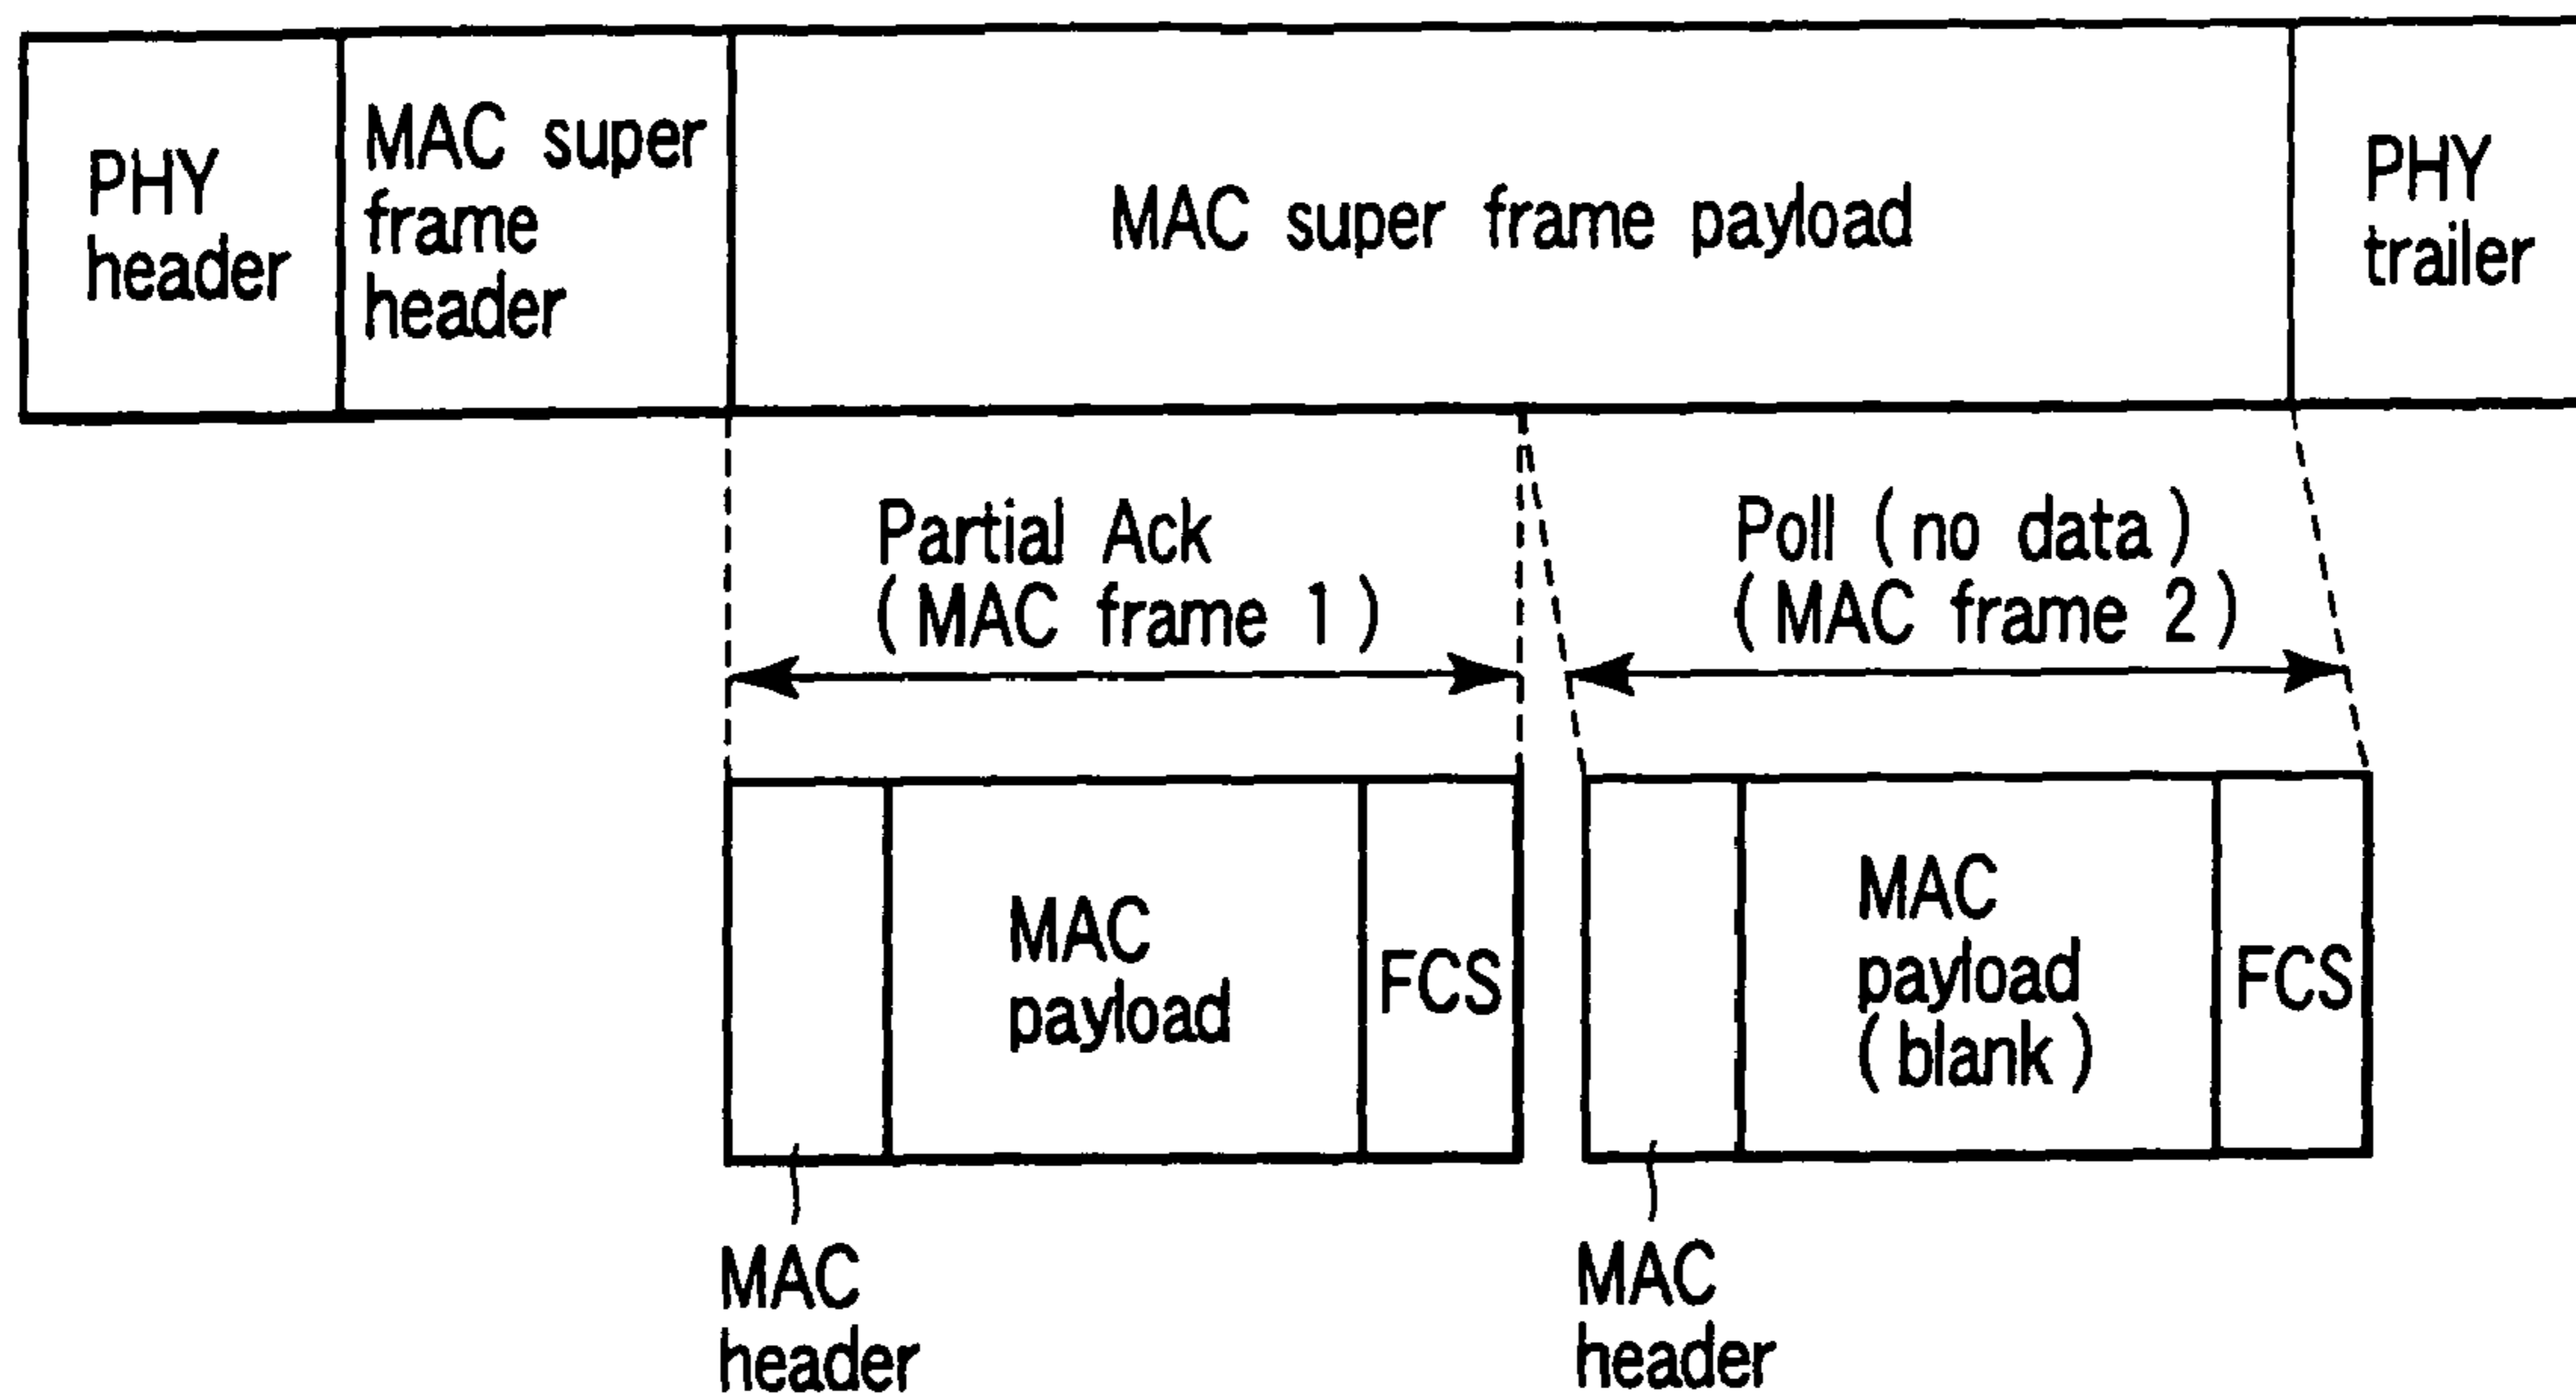 PHY
header
MAC super
frame
header
MAC super frame payload
PHY
trailer
Partial Ack
(MAC frame 1)
Poll (no data)
(MAC frame 2)
MAC
payload
FCS
MAC
payload
(blank)
FCS
MAC
header
MAC
header